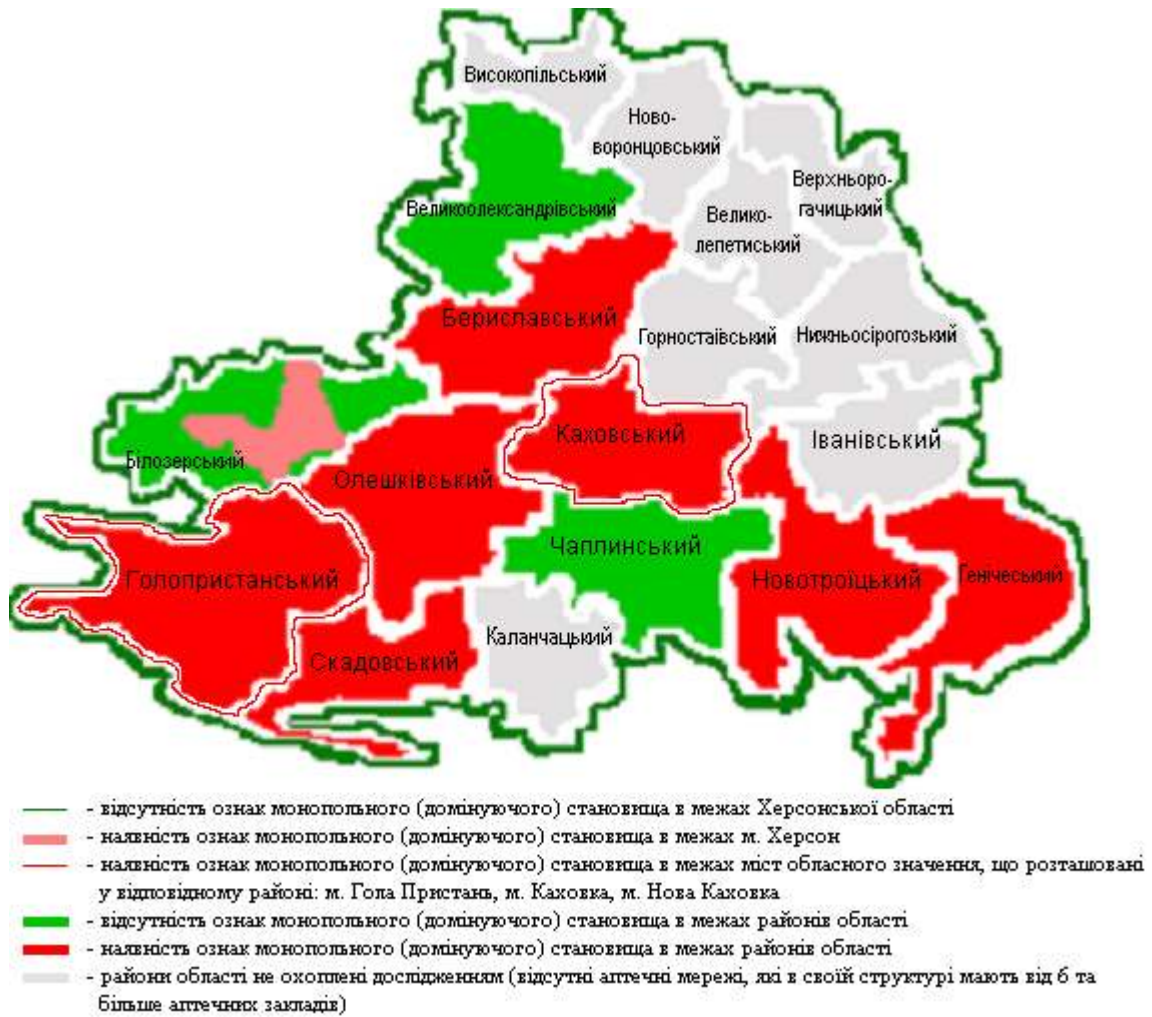 Високопільський
Ново-
воронцовський
Верхньоро-
гачицький
Великоолександрівський
Велико-
лепетиський
Бериславський
Горностаївський
Нижньосірогозький
Каховський
Іванівський
Білозерський
Олешківський
Чаплинський
Голопристанський
Новотроїцький
Генічеський
Каланчацький
Скадовський
- відсутність ознак монопольного (домінуючого) становища в межах Херсонської області
- наявність ознак монопольного (домінуючого) становища в межах м. Херсон
- наявність ознак монопольного (домінуючого) становища в межах міст обласного значення, що розташовані
у відповідному районі: м. Гола Пристань, м. Каховка, м. Нова Каховка
- відсутність ознак монопольного (домінуючого) становища в межах районів області
- наявність ознак монопольного (домінуючого) становища в межах районів області
- райони області не охоплені дослідженням (відсутні аптечні мережі, які в своїй структурі мають від 6 та
більше аптечних закладів)